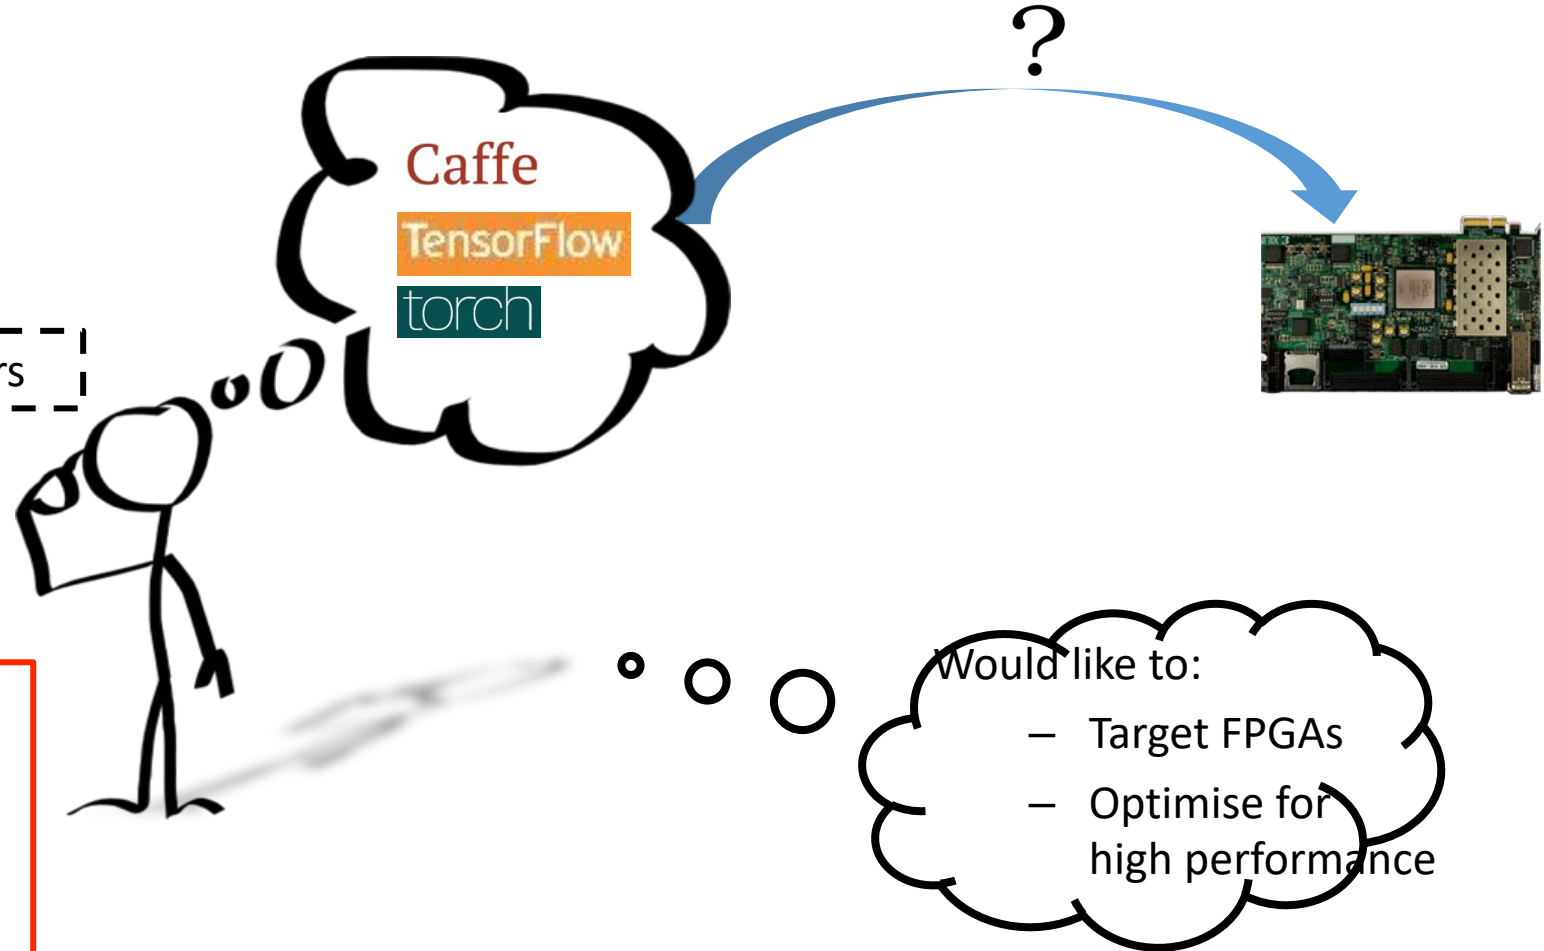 ?
Caffe
TensorFlow
torch
rs
Would like to:
– Target FPGAs
– Optimise for
high performance